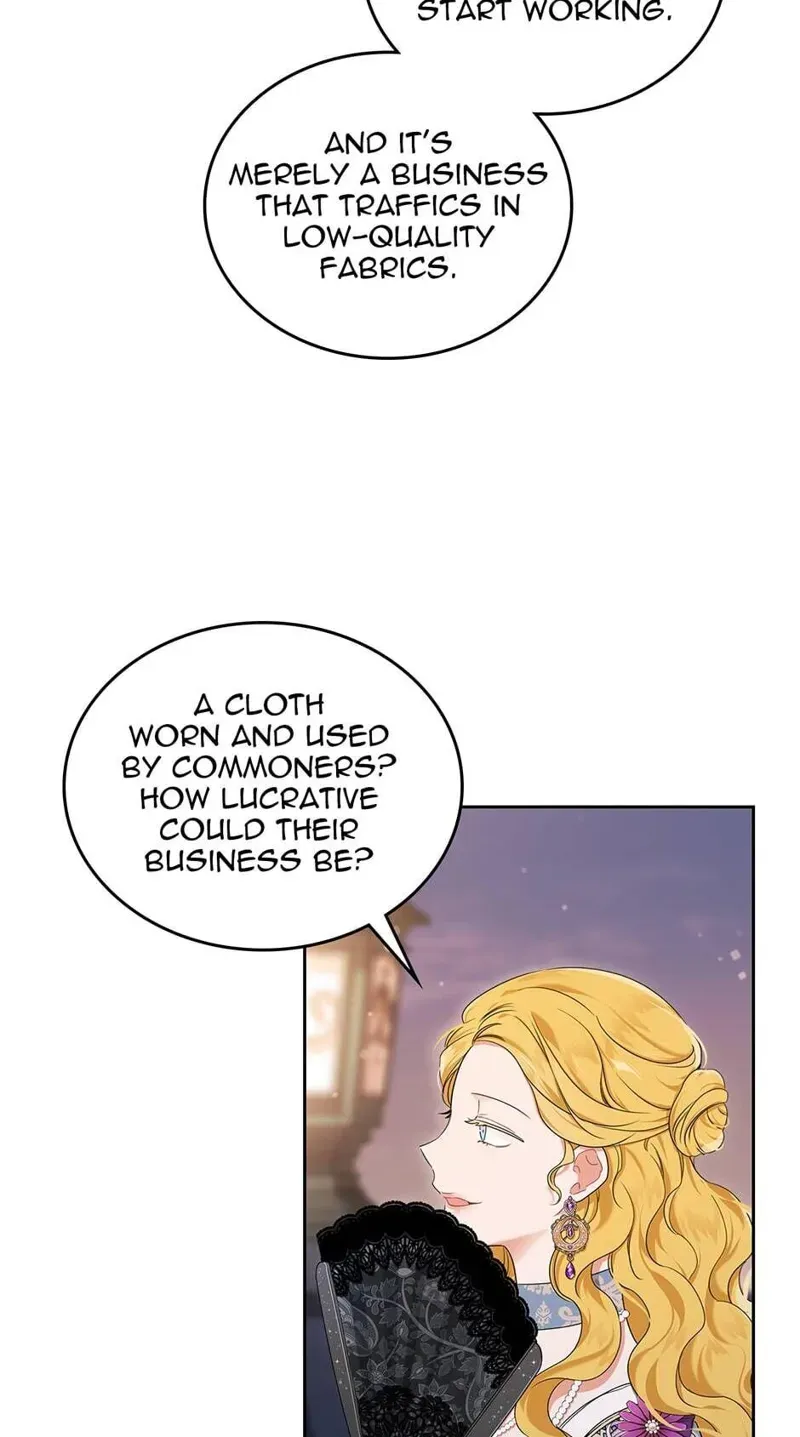 START WORKING.
AND IT'S
MERELY A BUSINESS
THAT TRAFFICS IN
LOW-QUALITY
FABRICS.
A CLOTH
WORN AND USED
BY COMMONERS?
HOW LUCRATIVE
COULD THEIR
BUSINESS BE?